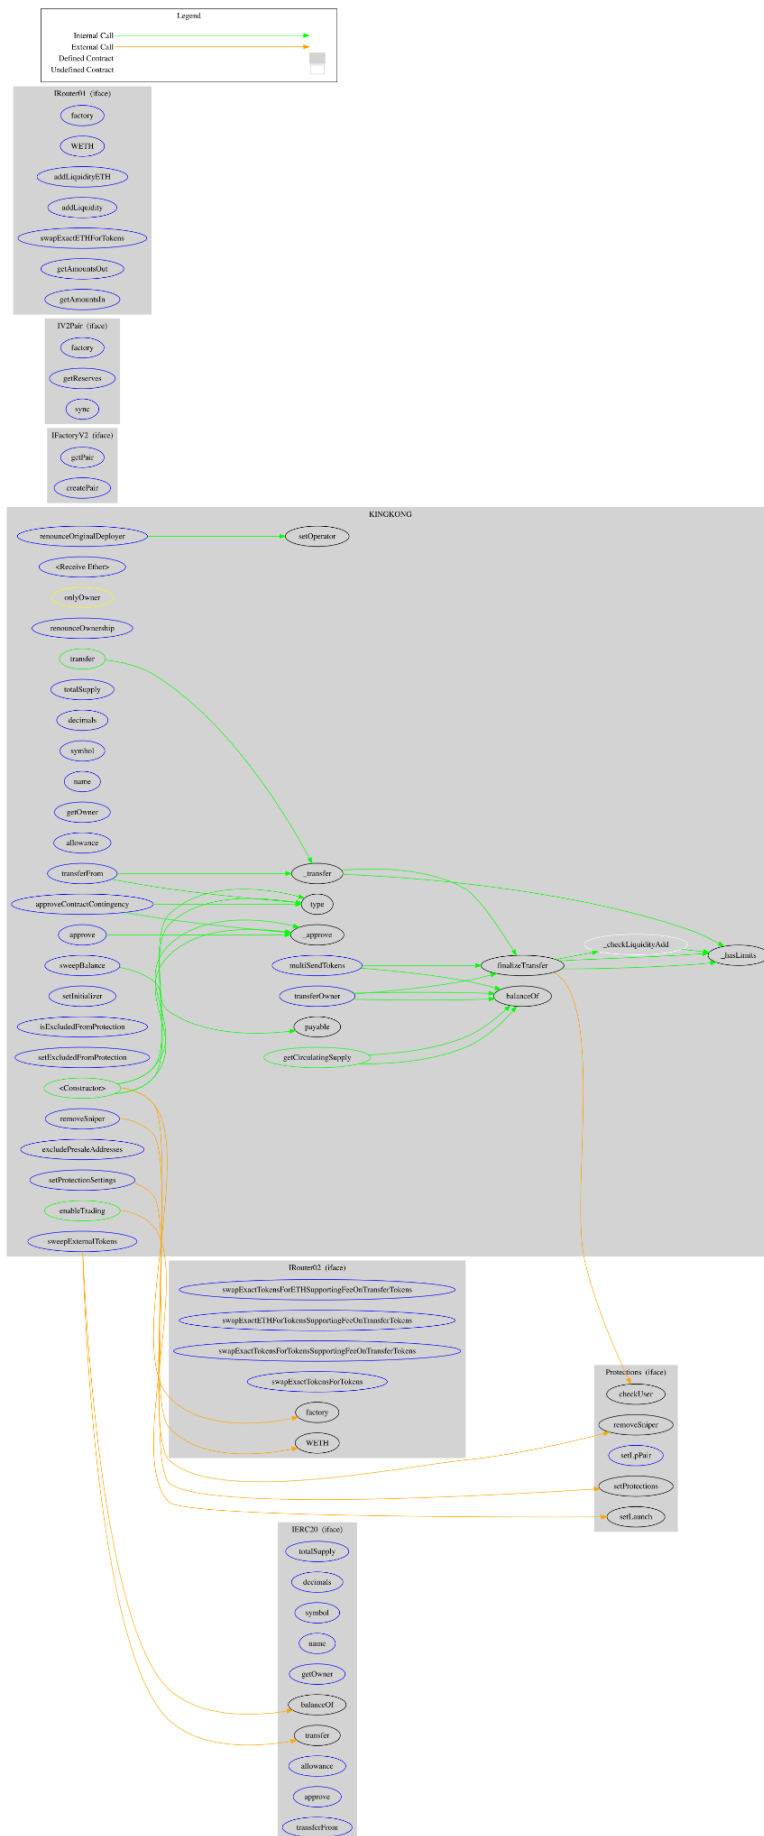 Legend
Internal Call
External Call
Defined Contract
Undefined Contract
IRouter01 (iface)
factory
WETH
addLiquidityETH
addLiquidity
swapExactETHForTokens
getAmountsOut
getAmountsIn
IV2Pair (iface)
factory
getReserves
sync
IFactoryV2 (iface)
getPair
createPair
KINGKONG
renounceOriginalDeployer
setOperator
<Receive Ether>
onlyOwner
renounceOwnership
transfer
totalSupply
decimals
symbol
name
getOwner
allowance
transferFrom
_transfer
approveContractContingency
type
approve
_approve
_checkLiquidityAdd
_hasLimits
sweepBalance
multiSendTokens
finalizeTransfer
setInitializer
transferOwner
balanceOf
isExcludedFromProtection
payable
setExcludedFromProtection
getCirculatingSupply
<Constructor>
removeSniper
excludePresaleAddresses
setProtectionSettings
enableTrading
sweepExternalTokens
IRouter02 (iface)
swapExactTokensForETHSupportingFeeOnTransferTokens
swapExactETHForTokensSupportingFeeOnTransferTokens
swapExactTokensForTokensSupportingFeeOnTransferTokens
swapExactTokensForTokens
factory
WETH
Protections (iface)
checkUser
removeSniper
setLpPair
setProtections
setLaunch
IERC20 (iface)
totalSupply
decimals
symbol
name
getOwner
balanceOf
transfer
allowance
approve
transferFrom